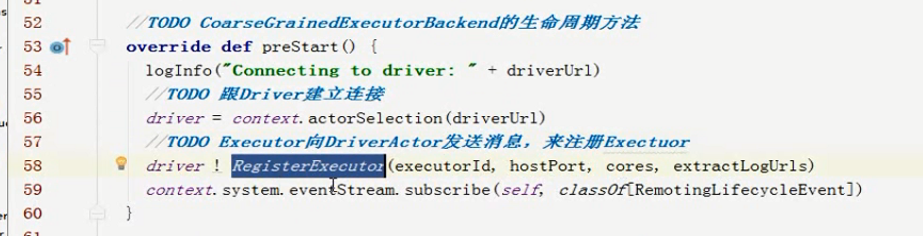 52 //TODO CoarseGrainedExecutorBackend的生命周期方法
53 override def preStart() {
54 logInfo("Connecting to driver: " + driverUrl)
55 //TODO 跟Driver建立连接
56 driver = context.actorSelection(driverUrl)
57 //TODO Executor向DriverActor发送消息，来注册Exectuor
58 driver ! RegisterExecutor(executorId, hostPort, cores, extractLogUrls)
59 context.system.eventStream.subscribe(self, classOf[RemotingLifecycleEvent])
60 }